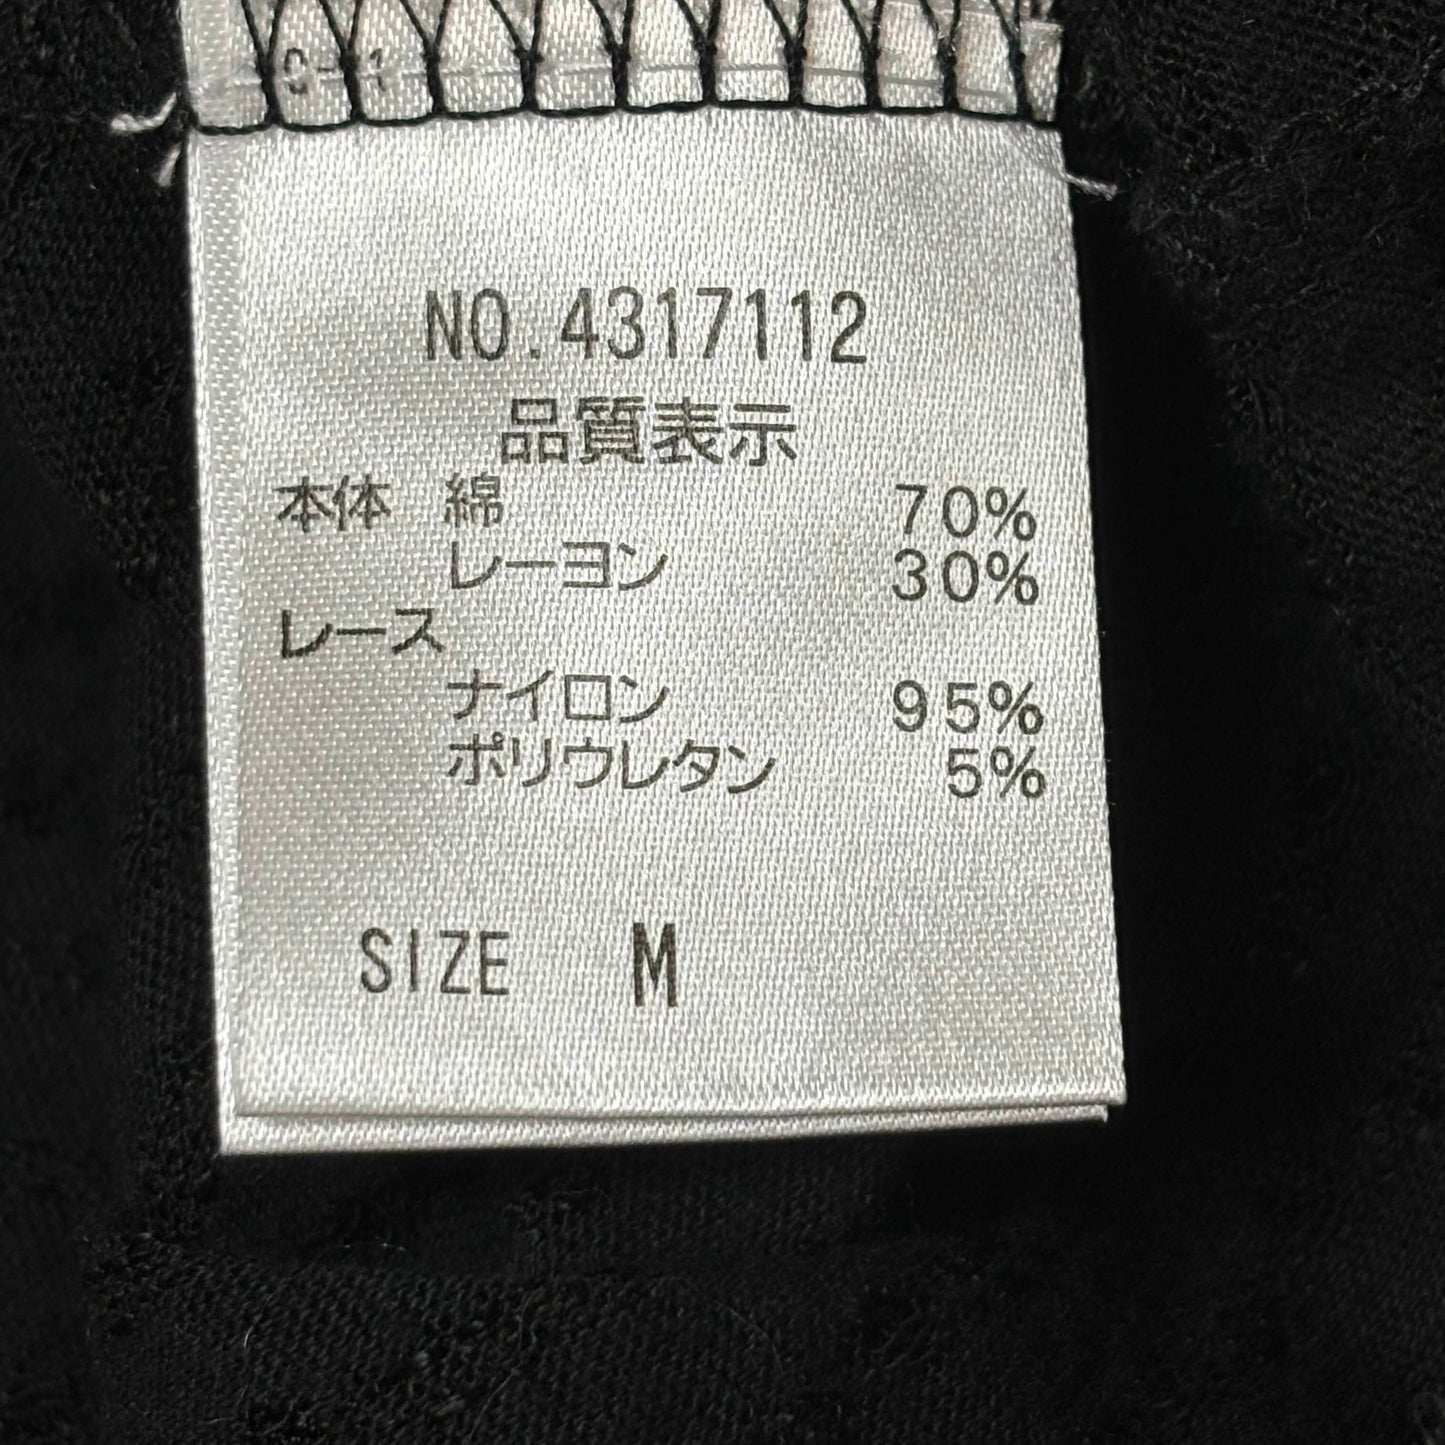 NO.4317112
品質表示
本体 綿 70%
レーヨン 30%
レース
ナイロン 95%
ポリウレタン 5%
SIZE M